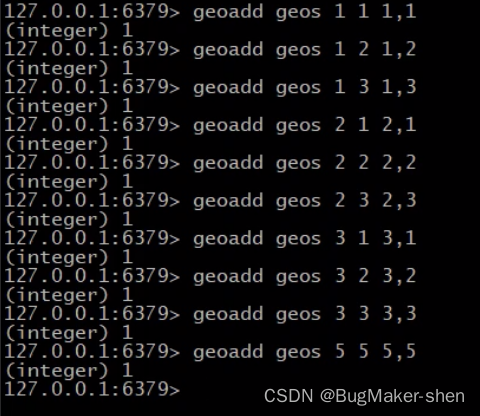 127.0.0.1:6379> geoadd geos 1 1 1,1
(integer) 1
127.0.0.1:6379> geoadd geos 1 2 1,2
(integer) 1
127.0.0.1:6379> geoadd geos 1 3 1,3
(integer) 1
127.0.0.1:6379> geoadd geos 2 1 2,1
(integer) 1
127.0.0.1:6379> geoadd geos 2 2 2,2
(integer) 1
127.0.0.1:6379> geoadd geos 2 3 2,3
(integer) 1
127.0.0.1:6379> geoadd geos 3 1 3,1
(integer) 1
127.0.0.1:6379> geoadd geos 3 2 3,2
(integer) 1
127.0.0.1:6379> geoadd geos 3 3 3,3
(integer) 1
127.0.0.1:6379> geoadd geos 5 5 5,5
(integer) 1
127.0.0.1:6379>
CSDN @BugMaker-shen